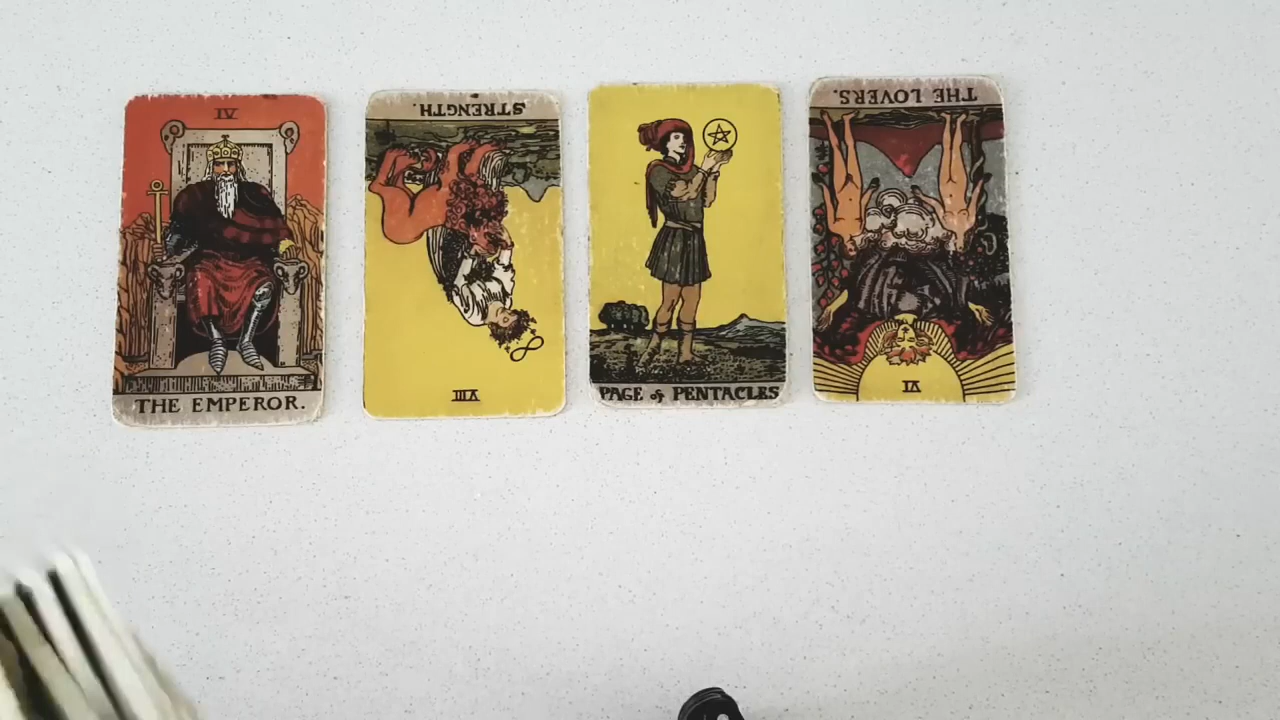 IV
THE EMPEROR.
STRENGTH.
VIII
PAGE of PENTACLES
THE LOVERS.
VI